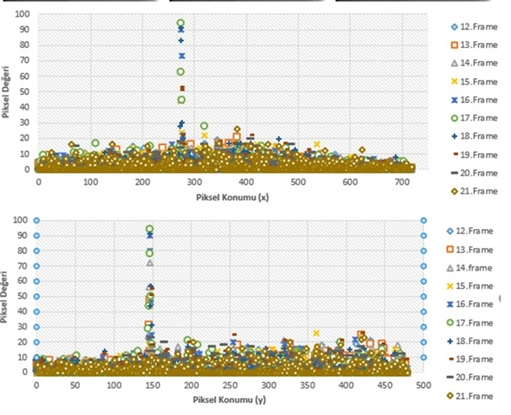 100
90
80
70
60
50
40
30
20
10
0
Piksel Değeri
0 100 200 300 400 500 600 700
Piksel Konumu (x)
12.Frame
13.Frame
14.Frame
15.Frame
16.Frame
17.Frame
18.Frame
19.Frame
20.Frame
21.Frame
100
90
80
70
60
50
40
30
20
10
0
Piksel Değeri
0 50 100 150 200 250 300 350 400 450 500
Piksel Konumu (y)
12.Frame
13.Frame
14.frame
15.Frame
16.Frame
17.Frame
18.Frame
19.Frame
20.Frame
21.Frame